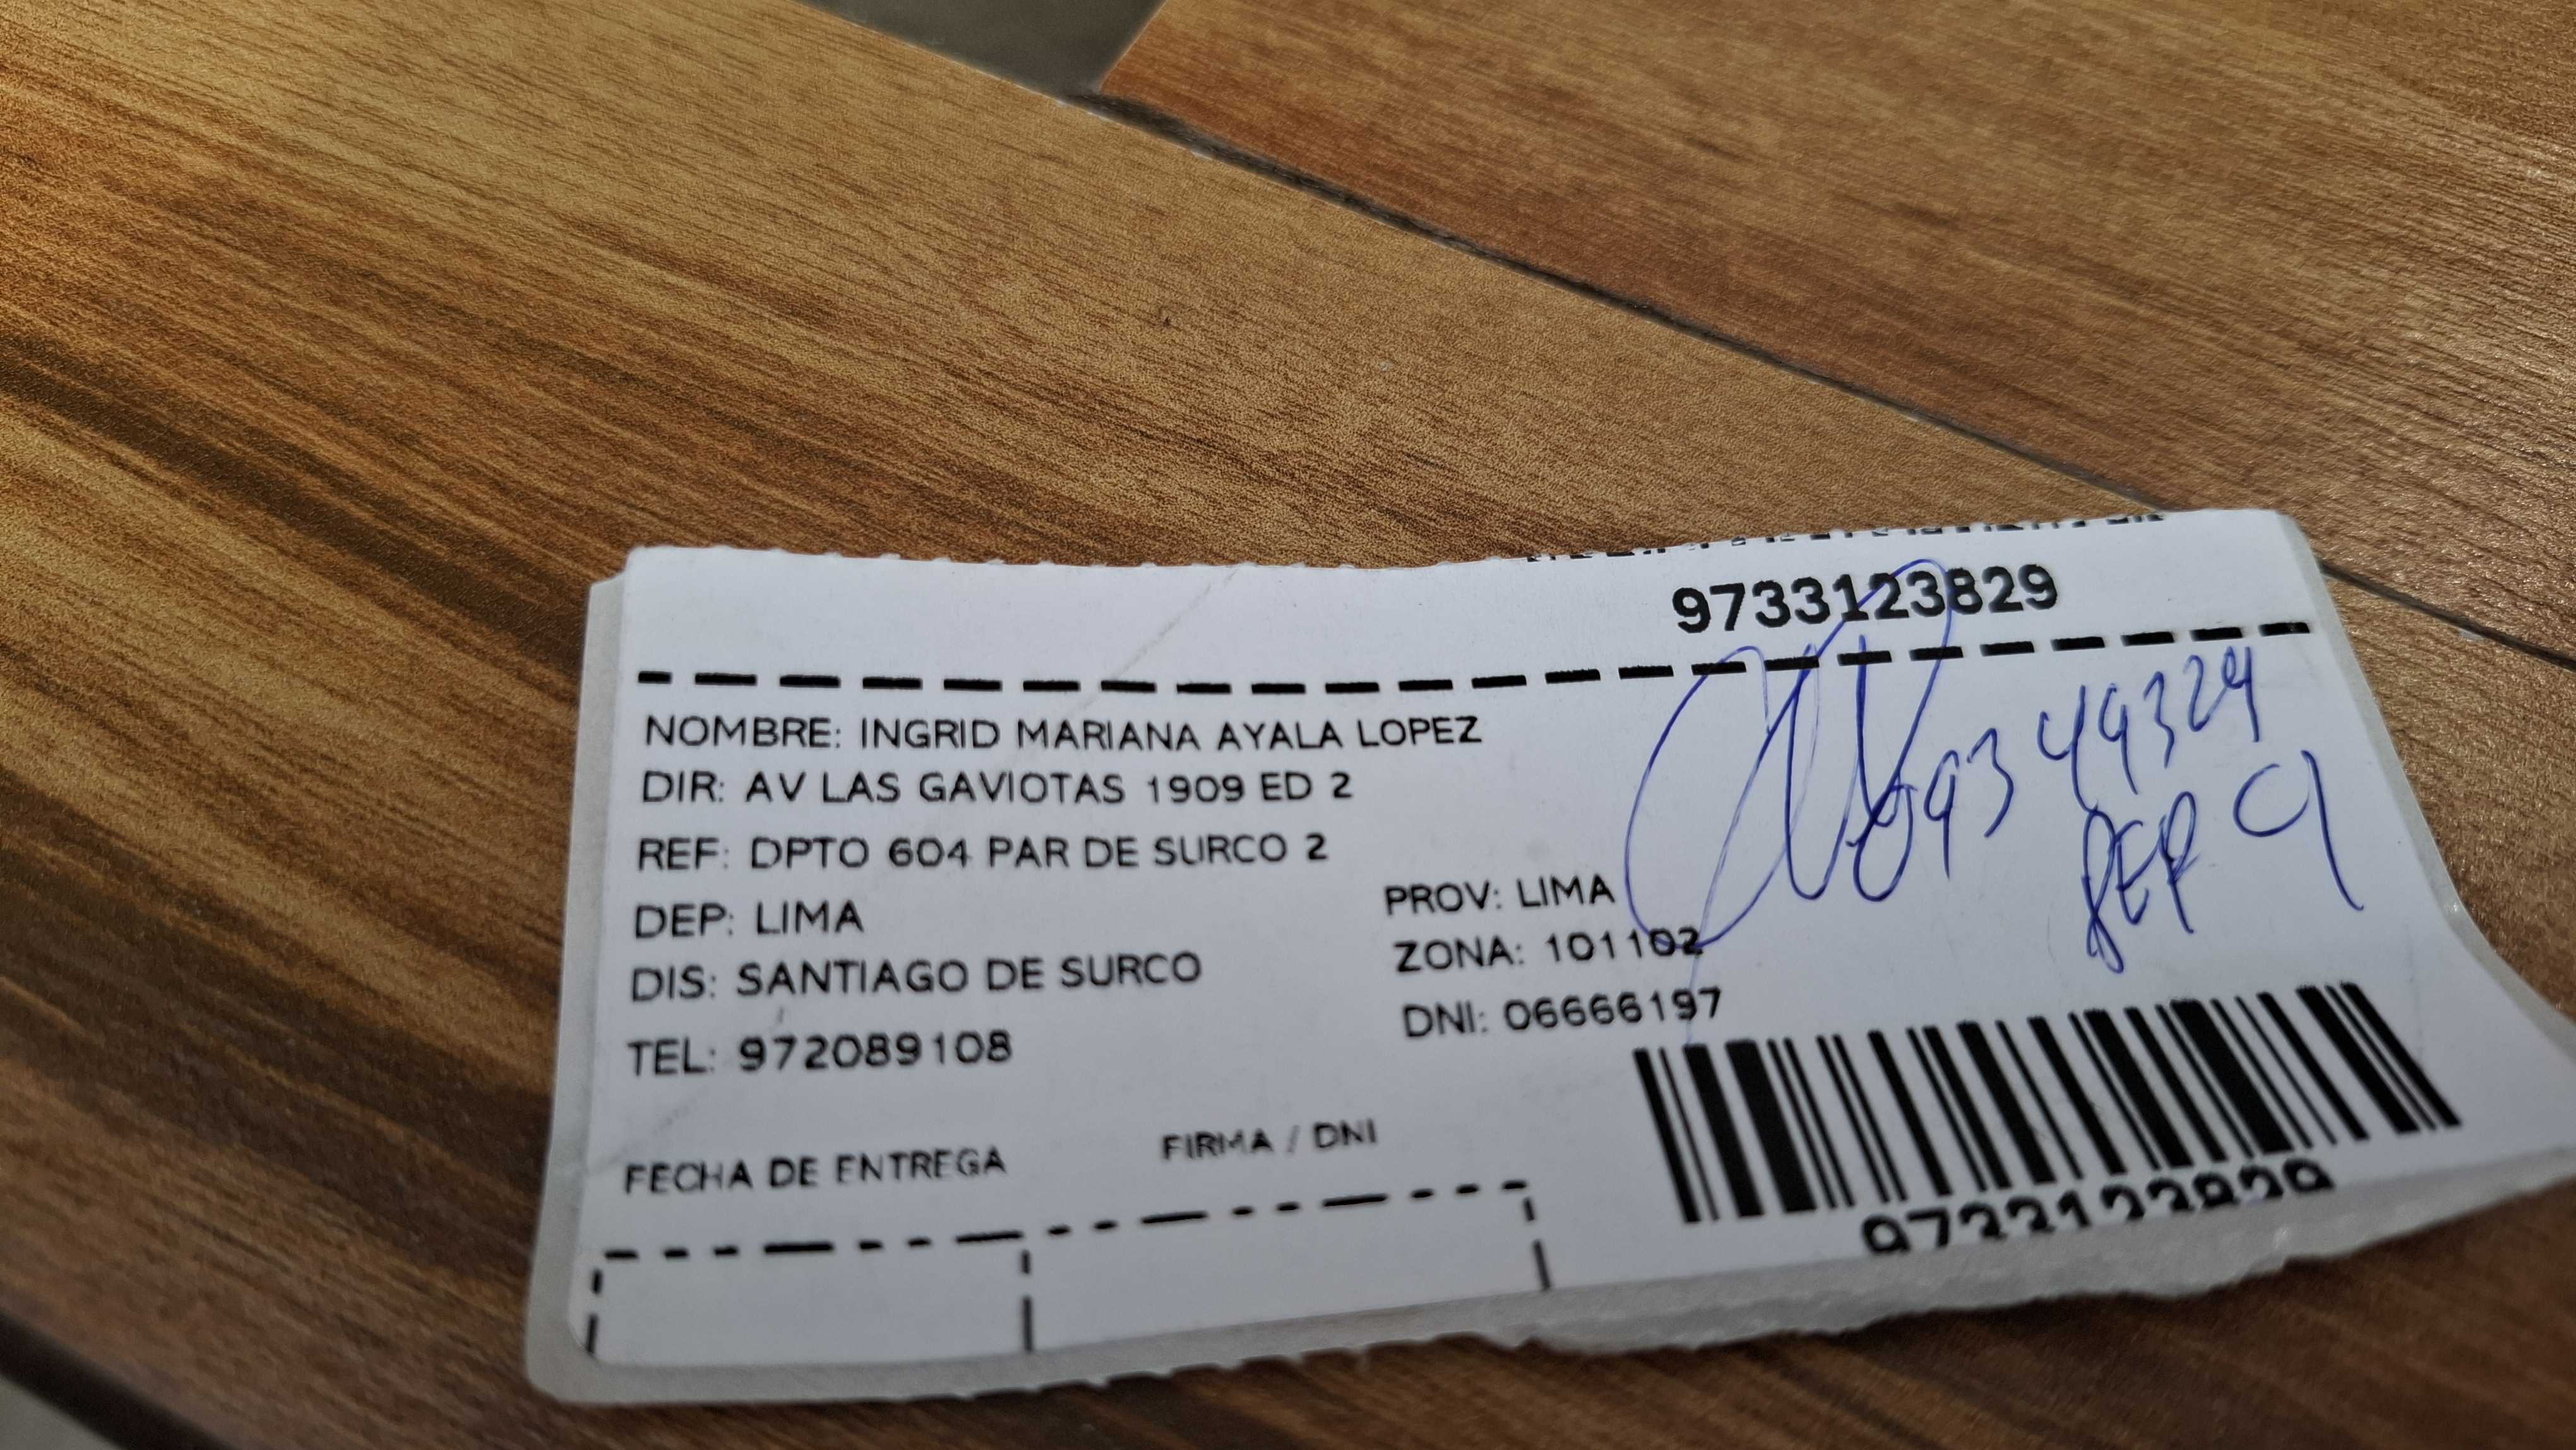 9733123829
NOMBRE: INGRID MARIANA AYALA LOPEZ
DIR: AV LAS GAVIOTAS 1909 ED 2
REF: DPTO 604 PAR DE SURCO 2
DEP: LIMA
PROV: LIMA
DIS: SANTIAGO DE SURCO
ZONA: 101102
TEL: 972089108
DNI: 06666197
FECHA DE ENTREGA
FIRMA / DNI
9733123829